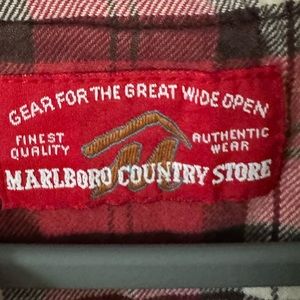 GEAR FOR THE GREAT WIDE OPEN
FINEST QUALITY
AUTHENTIC WEAR
MARLBORO COUNTRY STORE